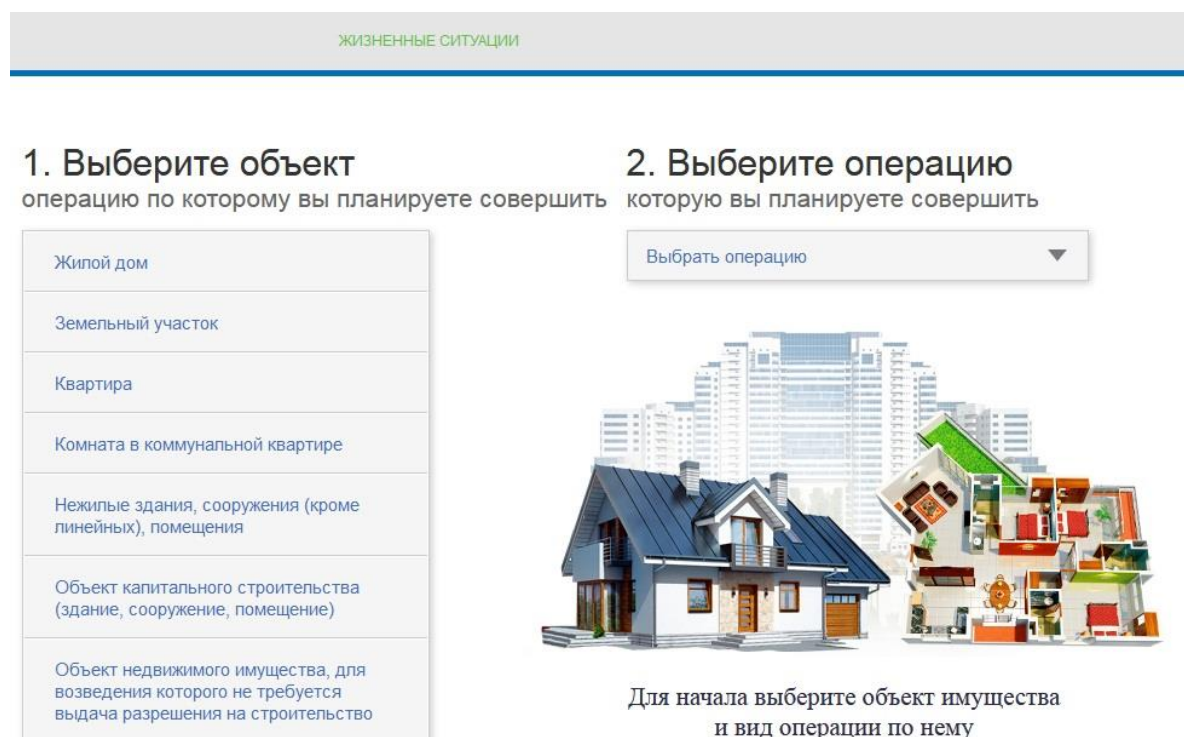 ЖИЗНЕННЫЕ СИТУАЦИИ
1. Выберите объект
операцию по которому вы планируете совершить
Жилой дом
Земельный участок
Квартира
Комната в коммунальной квартире
Нежилые здания, сооружения (кроме
линейных), помещения
Объект капитального строительства
(здание, сооружение, помещение)
Объект недвижимого имущества, для
возведения которого не требуется
выдача разрешения на строительство
2. Выберите операцию
которую вы планируете совершить
Выбрать операцию
Для начала выберите объект имущества
и вид операции по нему